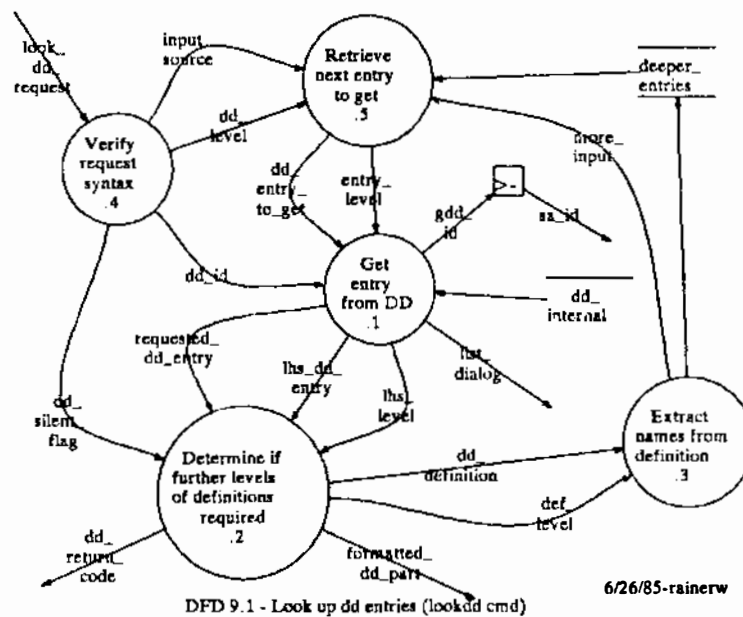 look_
dd_
request
input_
source
Retrieve
next entry
to get
.5
deeper_
entries
Verify
request
syntax
.4
dd_
level
more_
input
dd_
entry_
to_get
entry_
level
gdd_
id
>-
sa_id
dd_id
Get
entry
from DD
.1
dd_
internal
requested_
dd_entry
lhs_dd_
entry
lhs_
level
list_
dialog
dd_
silent_
flag
Determine if
further levels
of definitions
required
.2
dd_
definition
Extract
names from
definition
.3
def_
level
dd_
return_
code
formatted_
dd_part
6/26/85-rainerw
DFD 9.1 - Look up dd entries (lookdd cmd)